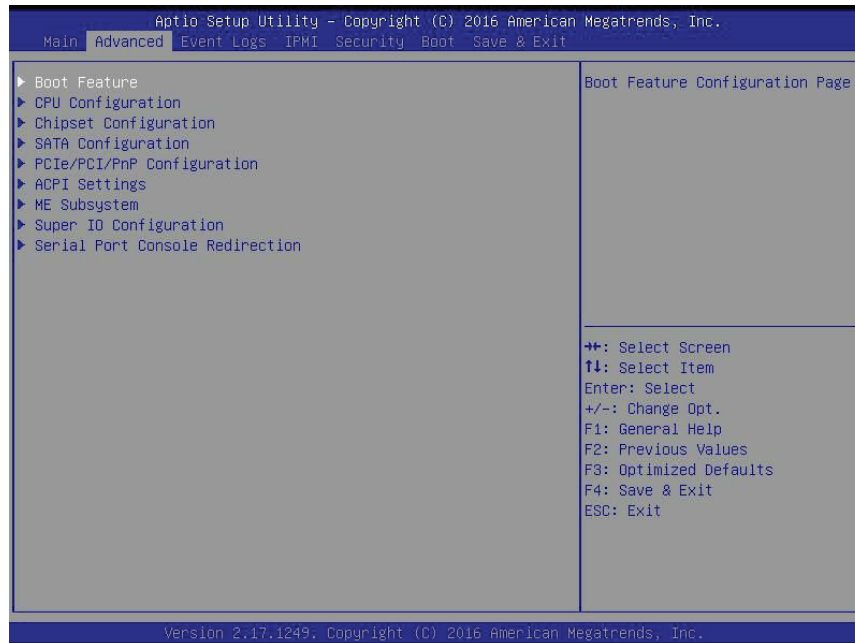 Aptio Setup Utility – Copyright (C) 2016 American Megatrends, Inc.
Main Advanced Event Logs IPMI Security Boot Save & Exit
Boot Feature
CPU Configuration
Chipset Configuration
SATA Configuration
PCIe/PCI/PnP Configuration
ACPI Settings
ME Subsystem
Super IO Configuration
Serial Port Console Redirection
Boot Feature Configuration Page
→←: Select Screen
↑↓: Select Item
Enter: Select
+/-: Change Opt.
F1: General Help
F2: Previous Values
F3: Optimized Defaults
F4: Save & Exit
ESC: Exit
Version 2.17.1249. Copyright (C) 2016 American Megatrends, Inc.